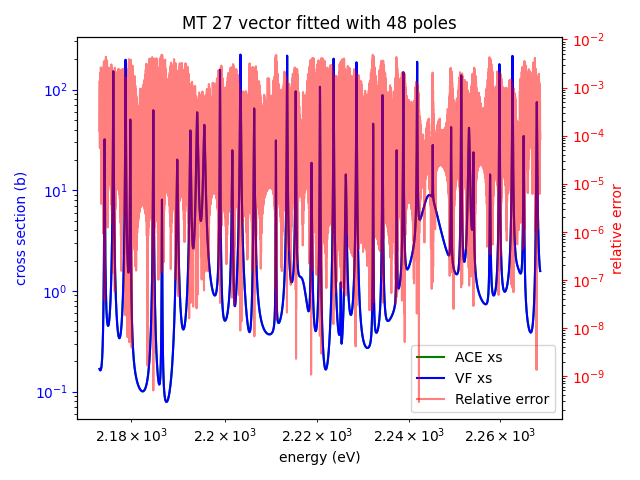 MT 27 vector fitted with 48 poles
cross section (b)
10²
10¹
10⁰
10⁻¹
10⁻²
10⁻³
10⁻⁴
10⁻⁵
10⁻⁶
10⁻⁷
10⁻⁸
10⁻⁹
relative error
ACE xs
VF xs
Relative error
2.18 × 10³ 2.2 × 10³ 2.22 × 10³ 2.24 × 10³ 2.26 × 10³
energy (eV)